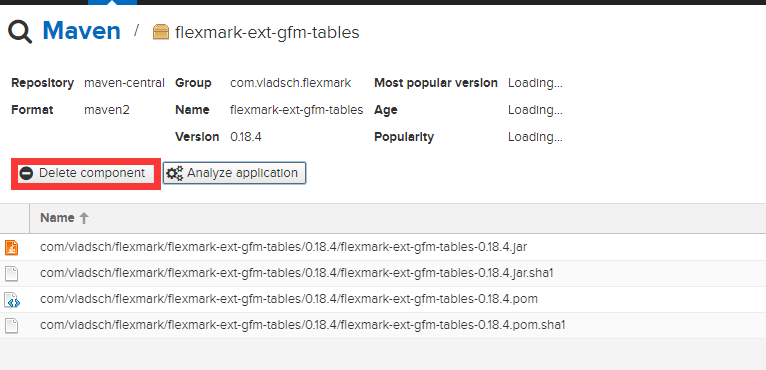 Maven / flexmark-ext-gfm-tables
Repository maven-central Group com.vladsch.flexmark Most popular version Loading...
Format maven2 Name flexmark-ext-gfm-tables Age Loading...
Version 0.18.4 Popularity Loading...
Delete component Analyze application
Name
com/vladsch/flexmark/flexmark-ext-gfm-tables/0.18.4/flexmark-ext-gfm-tables-0.18.4.jar
com/vladsch/flexmark/flexmark-ext-gfm-tables/0.18.4/flexmark-ext-gfm-tables-0.18.4.jar.sha1
com/vladsch/flexmark/flexmark-ext-gfm-tables/0.18.4/flexmark-ext-gfm-tables-0.18.4.pom
com/vladsch/flexmark/flexmark-ext-gfm-tables/0.18.4/flexmark-ext-gfm-tables-0.18.4.pom.sha1